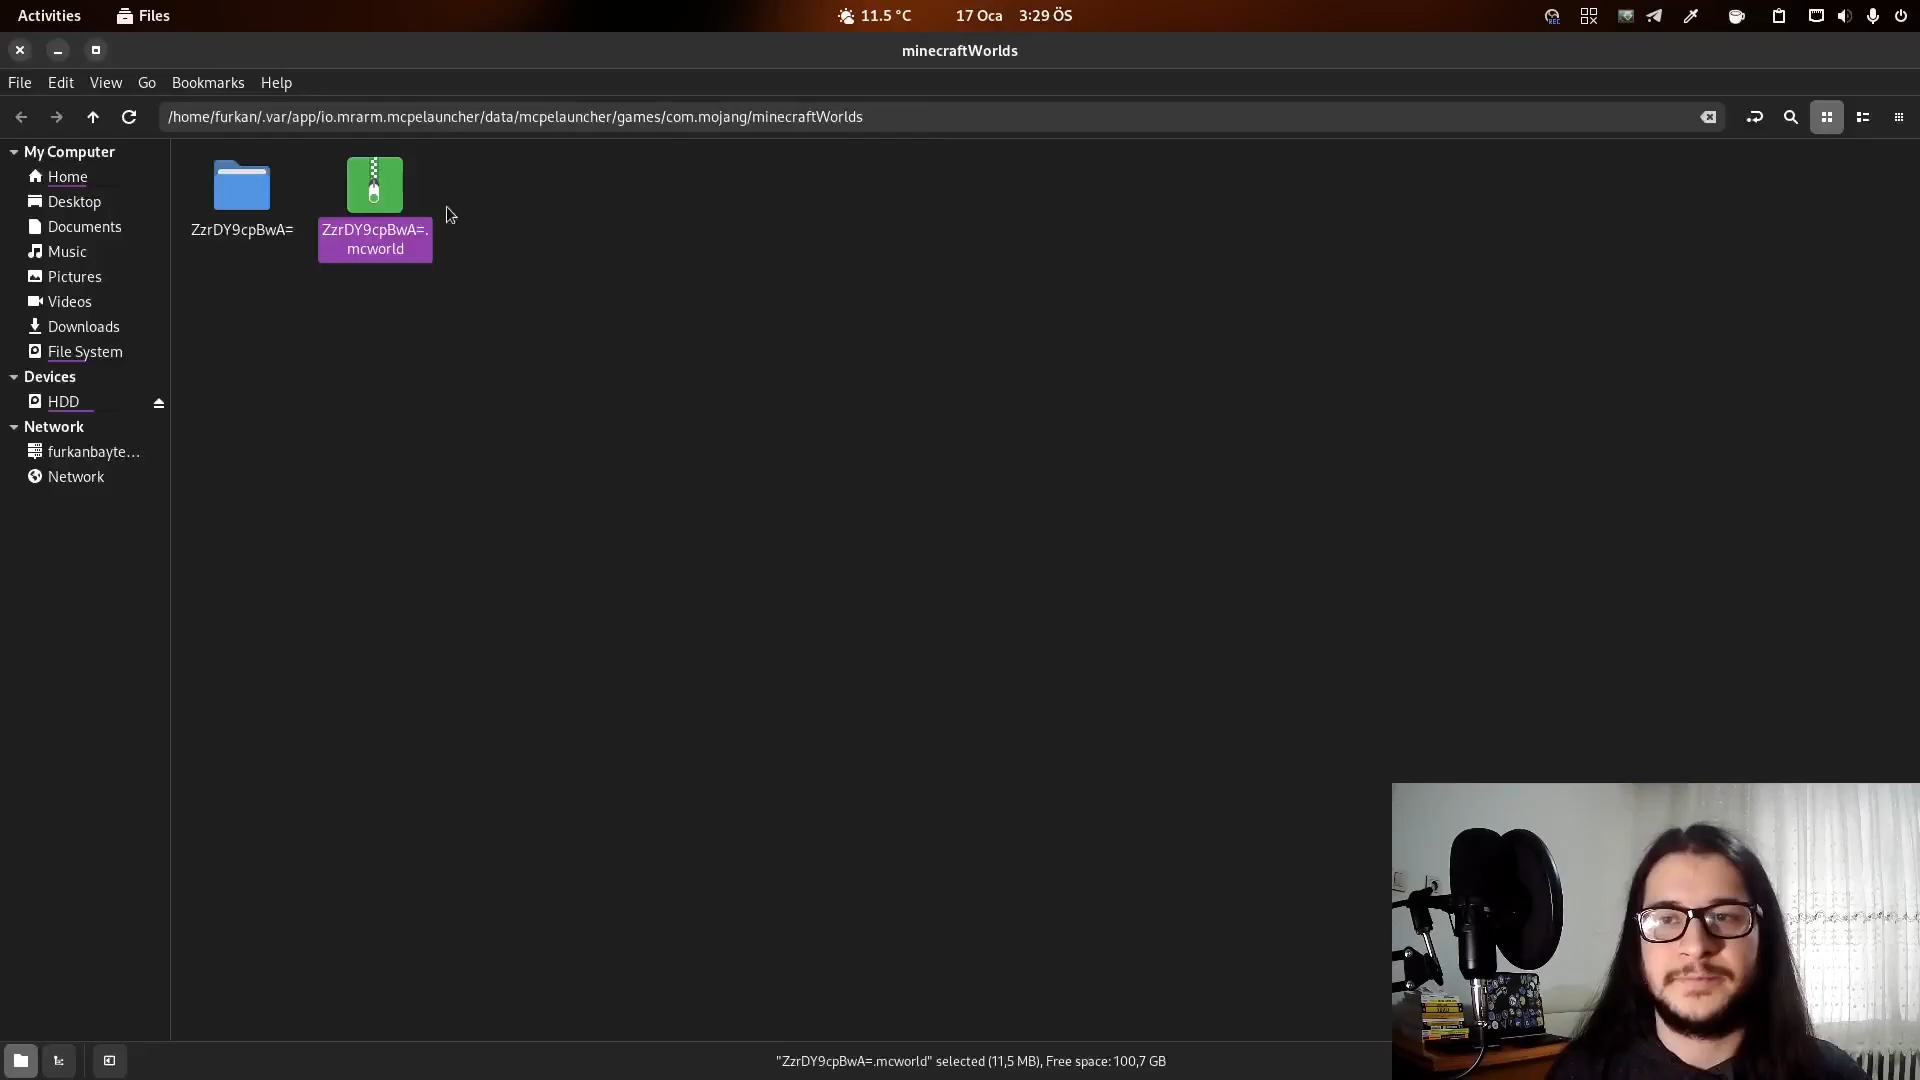 Activities Files 11.5 °C 17 Oca 3:29 ÖS
minecraftWorlds
File Edit View Go Bookmarks Help
/home/furkan/.var/app/io.mrarm.mcpelauncher/data/mcpelauncher/games/com.mojang/minecraftWorlds
My Computer
Home
Desktop
Documents
Music
Pictures
Videos
Downloads
File System
Devices
HDD
Network
furkanbayte...
Network
ZzrDY9cpBwA=
ZzrDY9cpBwA=.
mcworld
"ZzrDY9cpBwA=.mcworld" selected (11,5 MB), Free space: 100,7 GB